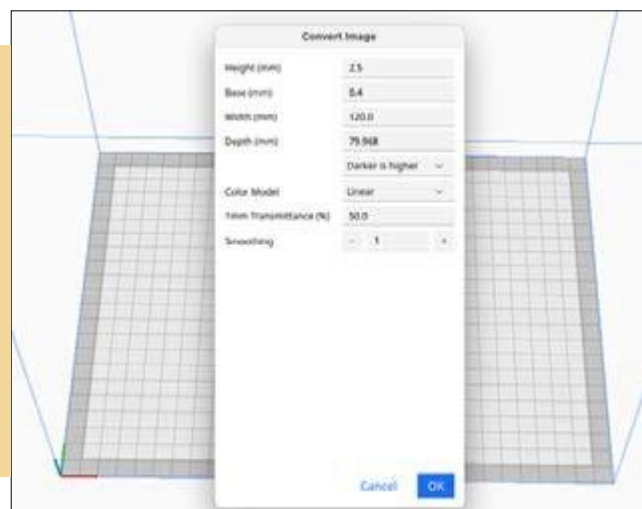 Convert Image
Height (mm) 2.5
Base (mm) 0.4
Width (mm) 120.0
Depth (mm) 79.968
Darker is higher
Color Model Linear
1mm Transmittance (%) 50.0
Smoothing - 1 +
Cancel OK